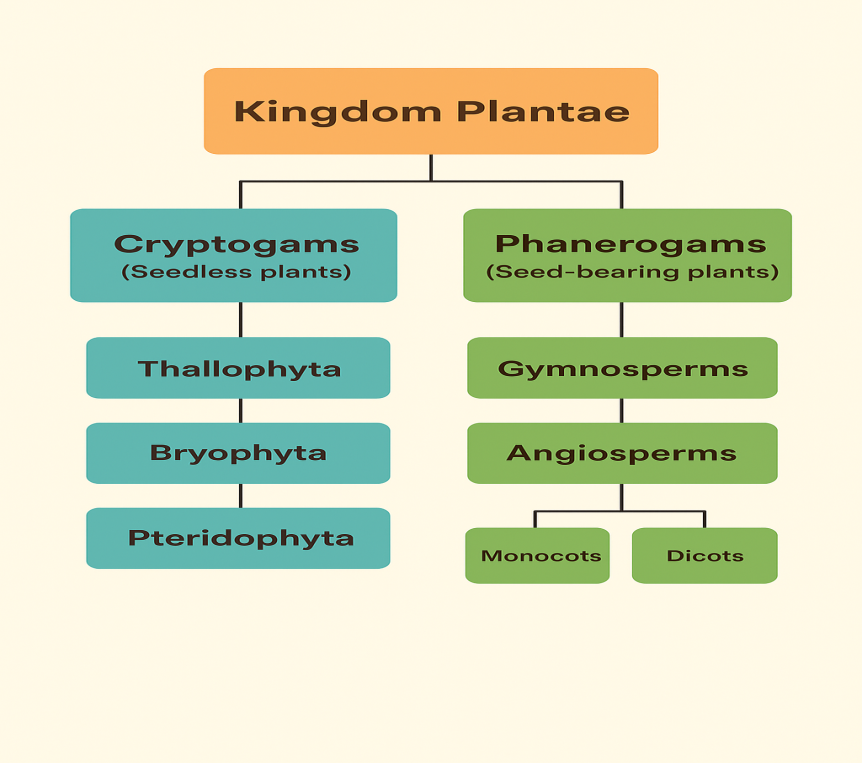 Kingdom Plantae
Cryptogams
(Seedless plants)
Phanerogams
(Seed-bearing plants)
Thallophyta
Gymnosperms
Bryophyta
Angiosperms
Pteridophyta
Monocots
Dicots